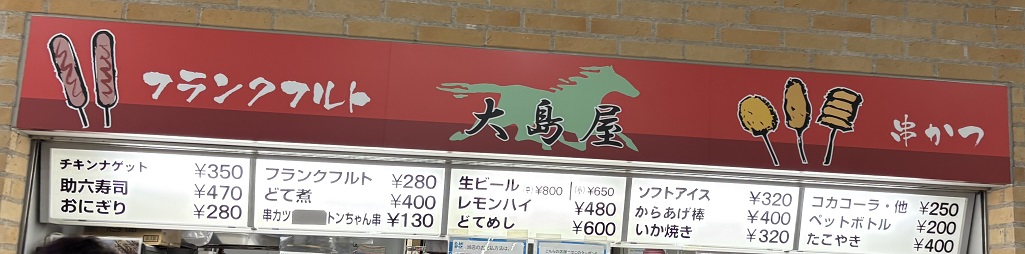 フランクフルト
大島屋
串かつ
チキンナゲット ¥350
助六寿司 ¥470
おにぎり ¥280
フランクフルト ¥280
どて煮 ¥400
串カツ トンちゃん串 ¥130
生ビール (中)¥800 (小)¥650
レモンハイ ¥480
どてめし ¥600
ソフトアイス ¥320
からあげ棒 ¥400
いか焼き ¥320
コカコーラ・他 ¥250
ペットボトル ¥200
たこやき ¥400